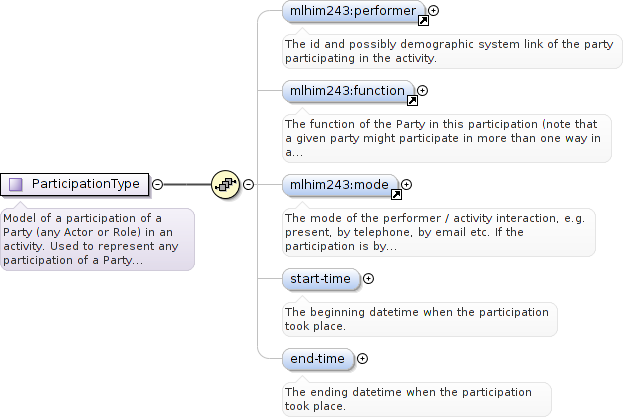 mlhim243:performer
The id and possibly demographic system link of the party
participating in the activity.
mlhim243:function
The function of the Party in this participation (note that
a given party might participate in more than one way in
a...
ParticipationType
Model of a participation of a
Party (any Actor or Role) in an
activity. Used to represent any
participation of a Party...
mlhim243:mode
The mode of the performer / activity interaction, e.g.
present, by telephone, by email etc. If the
participation is by...
start-time
The beginning datetime when the participation
took place.
end-time
The ending datetime when the participation
took place.